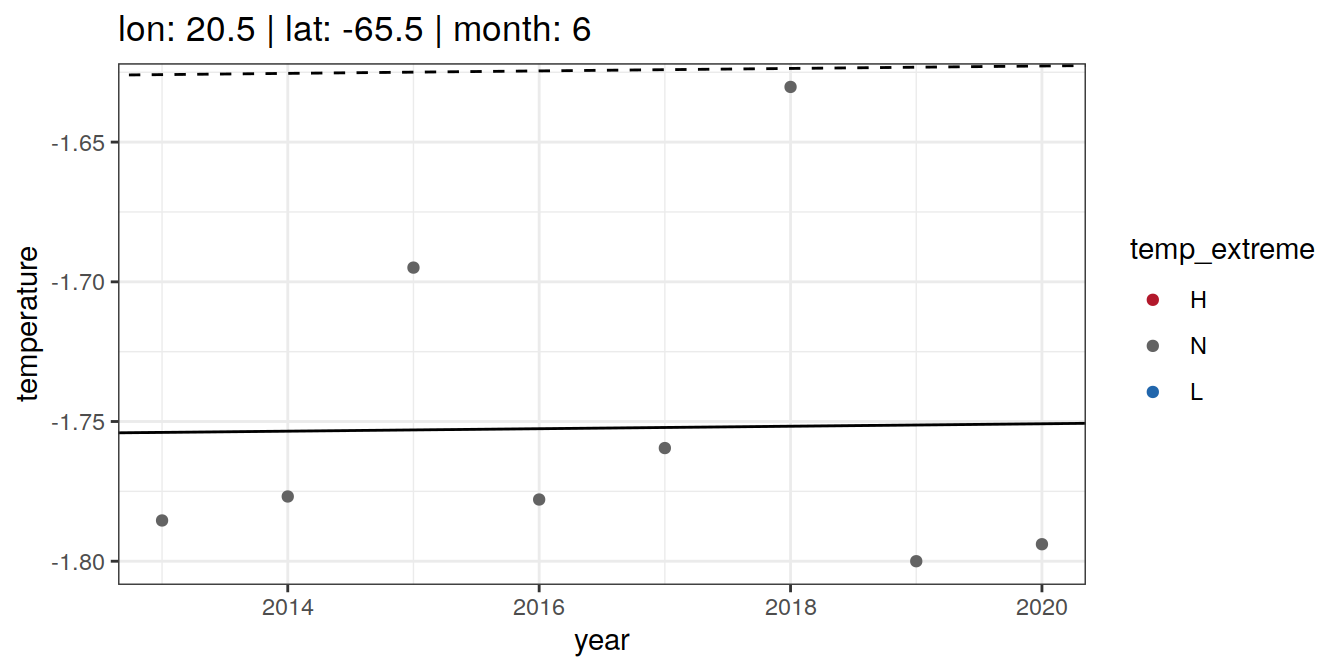 lon: 20.5 | lat: -65.5 | month: 6
temperature
-1.65
-1.70
-1.75
-1.80
2014
2016
2018
2020
year
temp_extreme
H
N
L